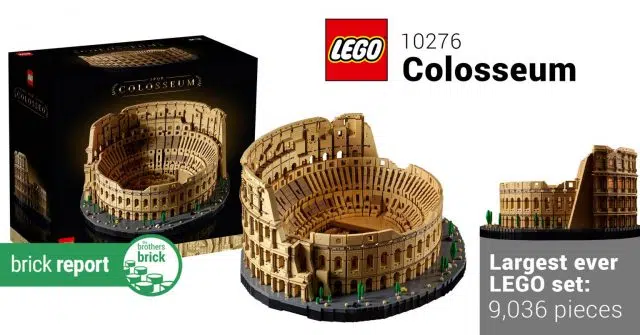 LEGO
10276
Colosseum
COLOSSEUM
brick report
the
brothers
brick
Largest ever
LEGO set:
9,036 pieces